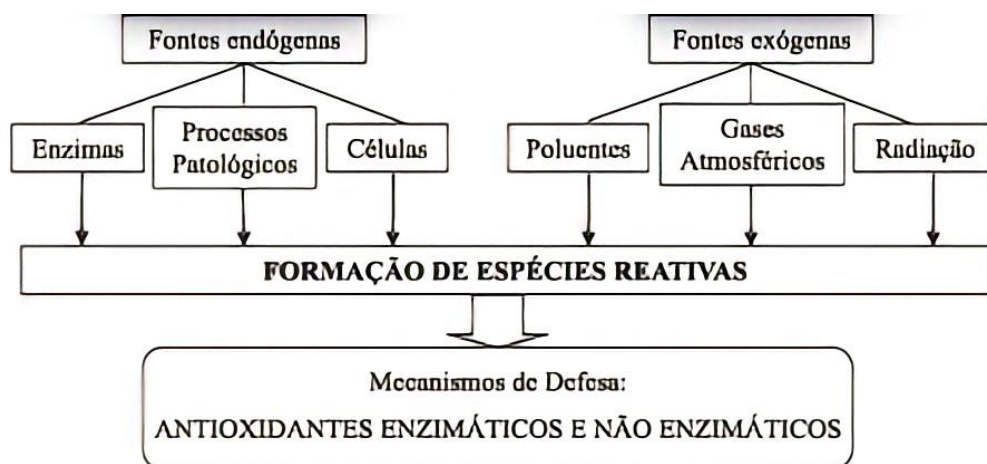 Fontes endógenas
Fontes exógenas
Enzimas
Processos
Patológicos
Células
Poluentes
Gases
Atmosféricos
Radiação
FORMAÇÃO DE ESPÉCIES REATIVAS
Mecanismos de Defesa:
ANTIOXIDANTES ENZIMÁTICOS E NÃO ENZIMÁTICOS